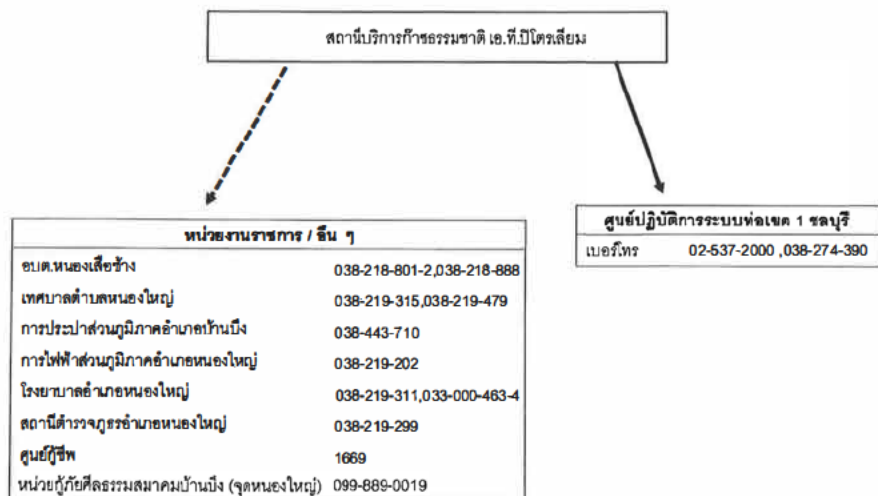 สถานีบริการก๊าซธรรมชาติ เอ.ที.ปิโตรเลียม
ศูนย์ปฏิบัติการระบบท่อเขต 1 ชลบุรี
เบอร์โทร 02-537-2000 ,038-274-390
หน่วยงานราชการ / อื่น ๆ
อบต.หนองเสือช้าง 038-218-801-2,038-218-888
เทศบาลตำบลหนองใหญ่ 038-219-315,038-219-479
การประปาส่วนภูมิภาคอำเภอบ้านบึง 038-443-710
การไฟฟ้าส่วนภูมิภาคอำเภอหนองใหญ่ 038-219-202
โรงยาบาลอำเภอหนองใหญ่ 038-219-311,033-000-463-4
สถานีตำรวจภูธรอำเภอหนองใหญ่ 038-219-299
ศูนย์กู้ชีพ 1669
หน่วยกู้ภัยศีลธรรมสมาคมบ้านบึง (จุดหนองใหญ่) 099-889-0019